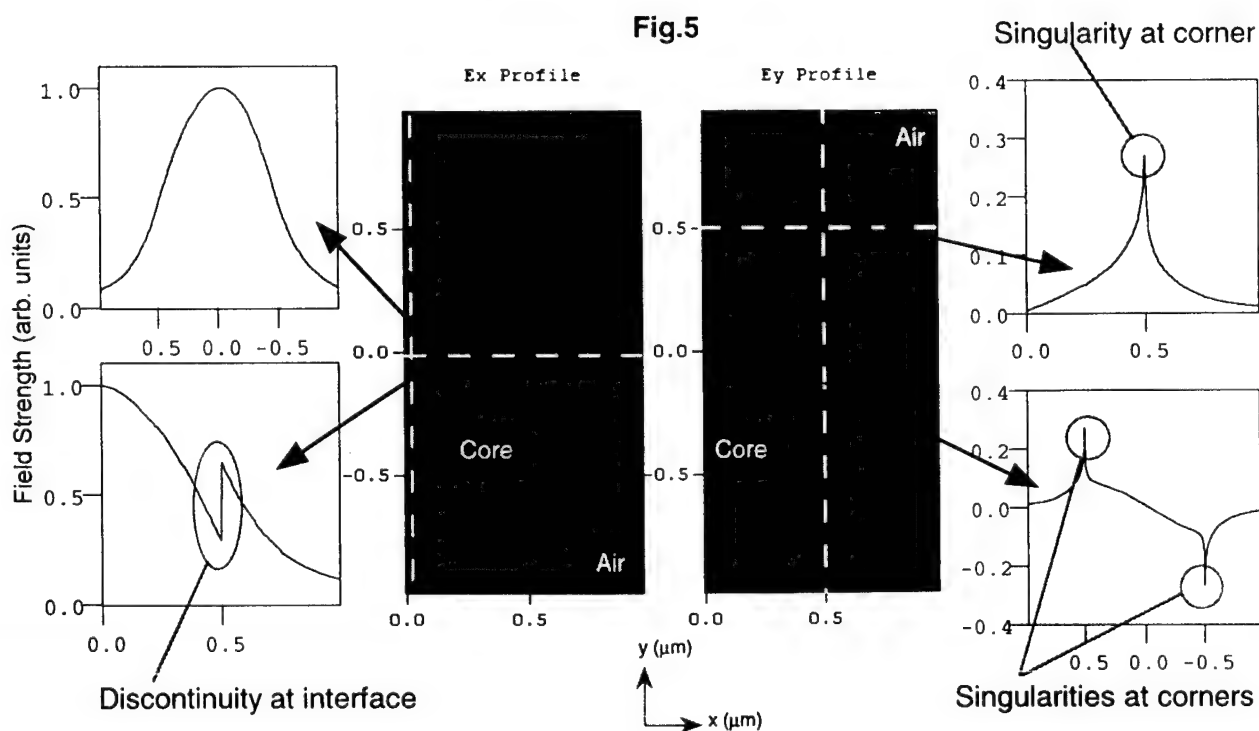 Fig.5
Singularity at corner
Ex Profile
Ey Profile
1.0
0.5
0.0
0.5 0.0 -0.5
Field Strength (arb. units)
1.0
0.5
0.0
0.5
0.0
-0.5
Core
Air
0.0 0.5
0.5
0.0
-0.5
Air
Core
0.0 0.5
0.4
0.3
0.2
0.1
0.0
0.0 0.5
0.4
0.2
0.0
-0.2
-0.4
0.5 0.0 -0.5
0.0 0.5
Discontinuity at interface
y (μm)
x (μm)
Singularities at corners